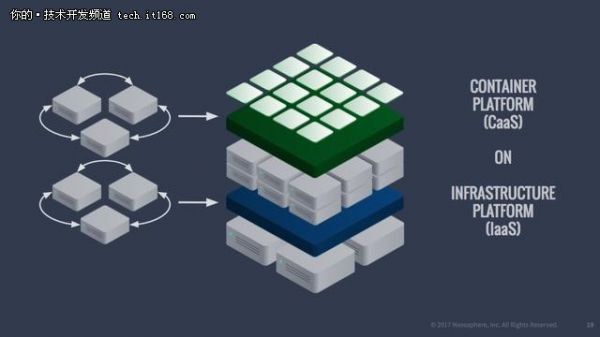 你的·技术开发频道 tech.it168.com
CONTAINER
PLATFORM
(CaaS)
ON
INFRASTRUCTURE
PLATFORM
(IaaS)
© 2017 Mesosphere, Inc. All Rights Reserved.
19